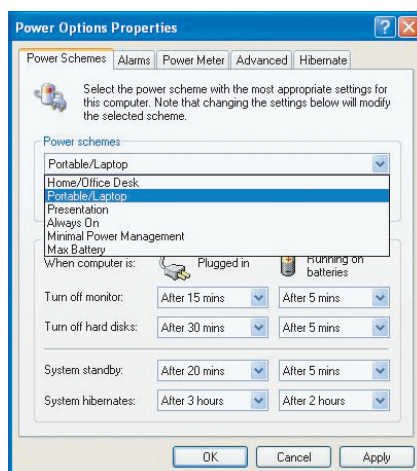 Power Options Properties
Power Schemes Alarms Power Meter Advanced Hibernate
Select the power scheme with the most appropriate settings for
this computer. Note that changing the settings below will modify
the selected scheme.
Power schemes
Portable/Laptop
Home/Office Desk
Portable/Laptop
Presentation
Always On
Minimal Power Management
Max Battery
When computer is: Plugged in Running on
batteries
Turn off monitor: After 15 mins After 5 mins
Turn off hard disks: After 30 mins After 5 mins
System standby: After 20 mins After 5 mins
System hibernates: After 3 hours After 2 hours
OK Cancel Apply